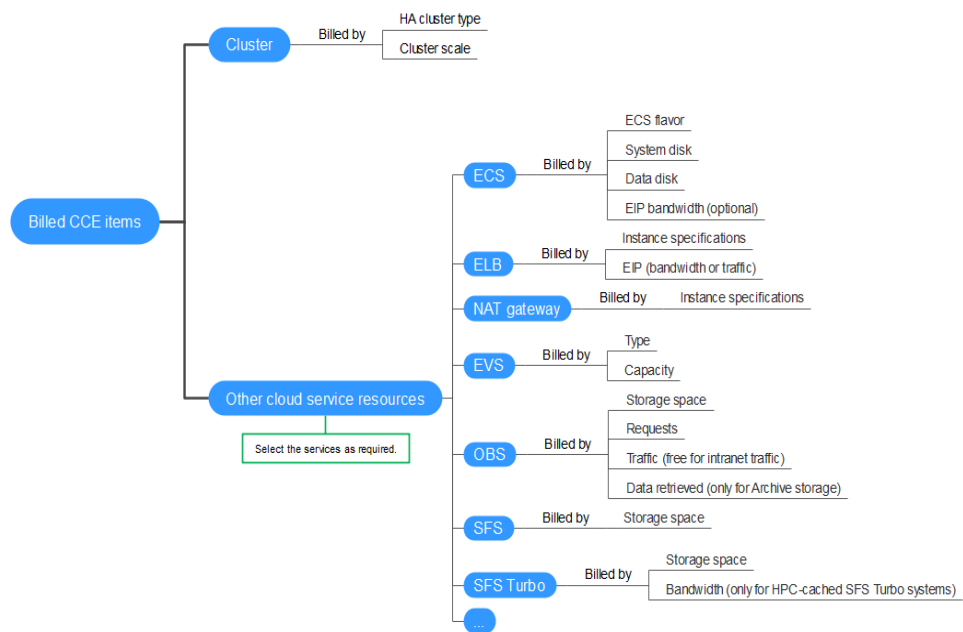 Billed CCE items
Cluster
Billed by
HA cluster type
Cluster scale
Other cloud service resources
Select the services as required.
ECS
Billed by
ECS flavor
System disk
Data disk
EIP bandwidth (optional)
ELB
Billed by
Instance specifications
EIP (bandwidth or traffic)
NAT gateway
Billed by
Instance specifications
EVS
Billed by
Type
Capacity
OBS
Billed by
Storage space
Requests
Traffic (free for intranet traffic)
Data retrieved (only for Archive storage)
SFS
Billed by
Storage space
SFS Turbo
Billed by
Storage space
Bandwidth (only for HPC-cached SFS Turbo systems)
...